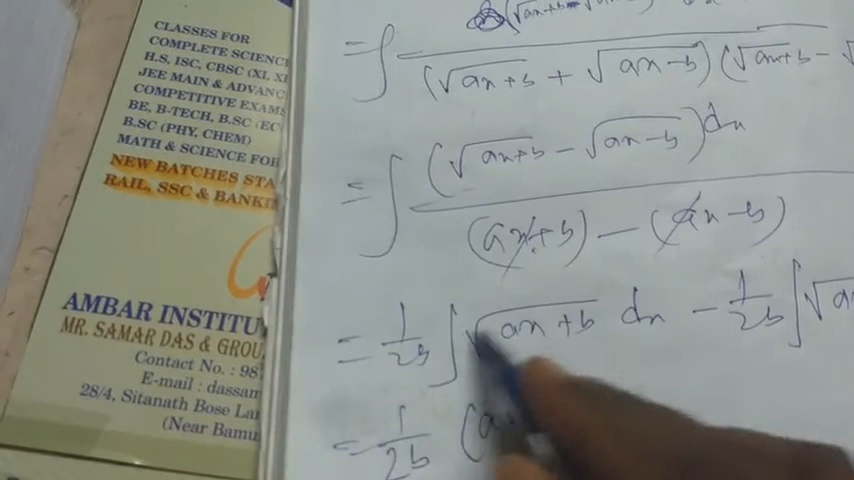 CLASSES FOR
COMPLETE SCIENC
H.S, ISC, CBSC (XI, XI
JEE MAIN & ADVANC
COMPETITIVE EXAMS
BE, B-TECH, B.SC (EC
B.SC (PHY, CHEM)
MATH & SCIENCE FOR
NEW BATCHES STA
RAIL, SSC & BANKI
AMBAR INSTITU
MR. SAMAR DAS & GROU
Contact No. : 98
E-mail : dassam
28/4, Sitanath Bose Lan
(Near Bamu
= ∫ / (√ax+b + √ax-b) (√ax+b - √
= ∫ (√ax+b - √ax-b) dx / (ax+b) - (ax-b)
= 1/2b ∫ √ax+b dx - 1/2b ∫ √a
= 1/2b (a